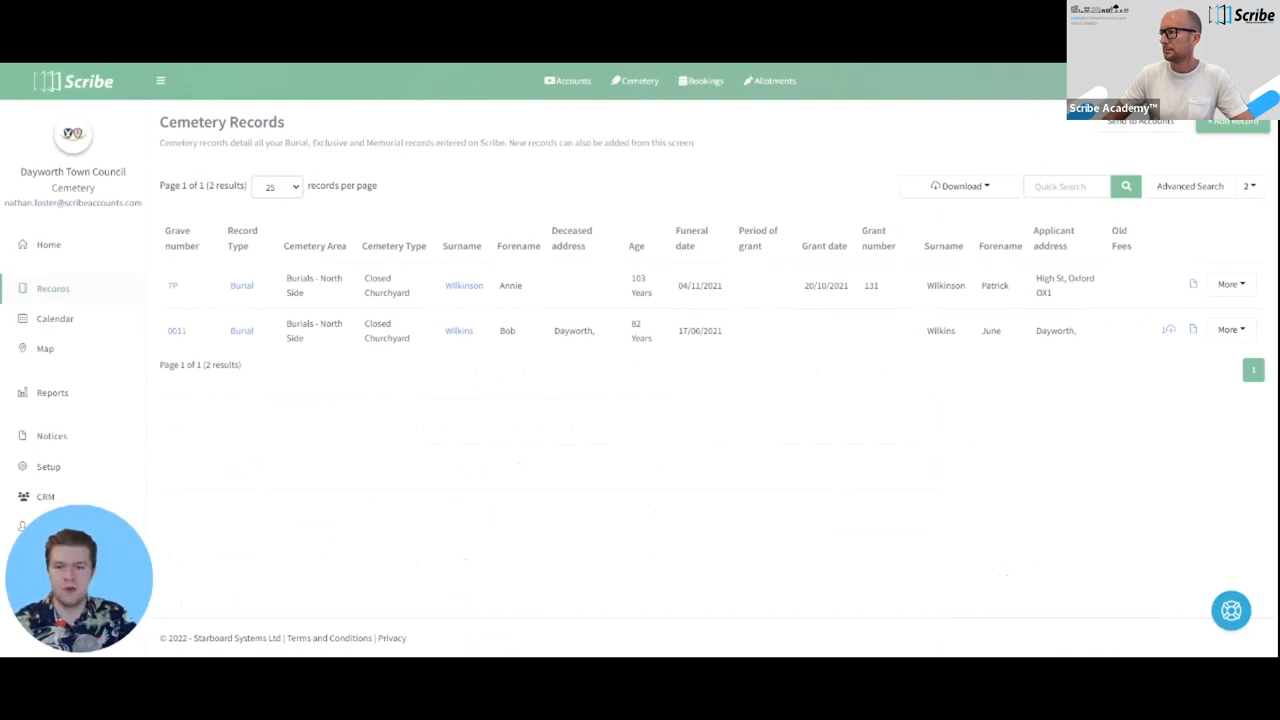 Scribe
Accounts
Cemetery
Bookings
Allotments
Scribe
Scribe Academy™
Dayworth Town Council
Cemetery
nathan.foster@scribeaccounts.com
Home
Records
Calendar
Map
Reports
Notices
Setup
CRM
Cemetery Records
Cemetery records detail all your Burial, Exclusive and Memorial records entered on Scribe. New records can also be added from this screen
Send to Accounts
+ Add Record
Page 1 of 1 (2 results) 25 records per page
Download
Quick Search
Advanced Search
2
Grave number Record Type Cemetery Area Cemetery Type Surname Forename Deceased address Age Funeral date Period of grant Grant date Grant number Surname Forename Applicant address Old Fees
7P Burial Burials - North Side Closed Churchyard Wilkinson Annie 103 Years 04/11/2021 20/10/2021 131 Wilkinson Patrick High St, Oxford OX1 More
0011 Burial Burials - North Side Closed Churchyard Wilkins Bob Dayworth, 82 Years 17/06/2021 Wilkins June Dayworth, 1 More
Page 1 of 1 (2 results)
1
© 2022 - Starboard Systems Ltd | Terms and Conditions | Privacy